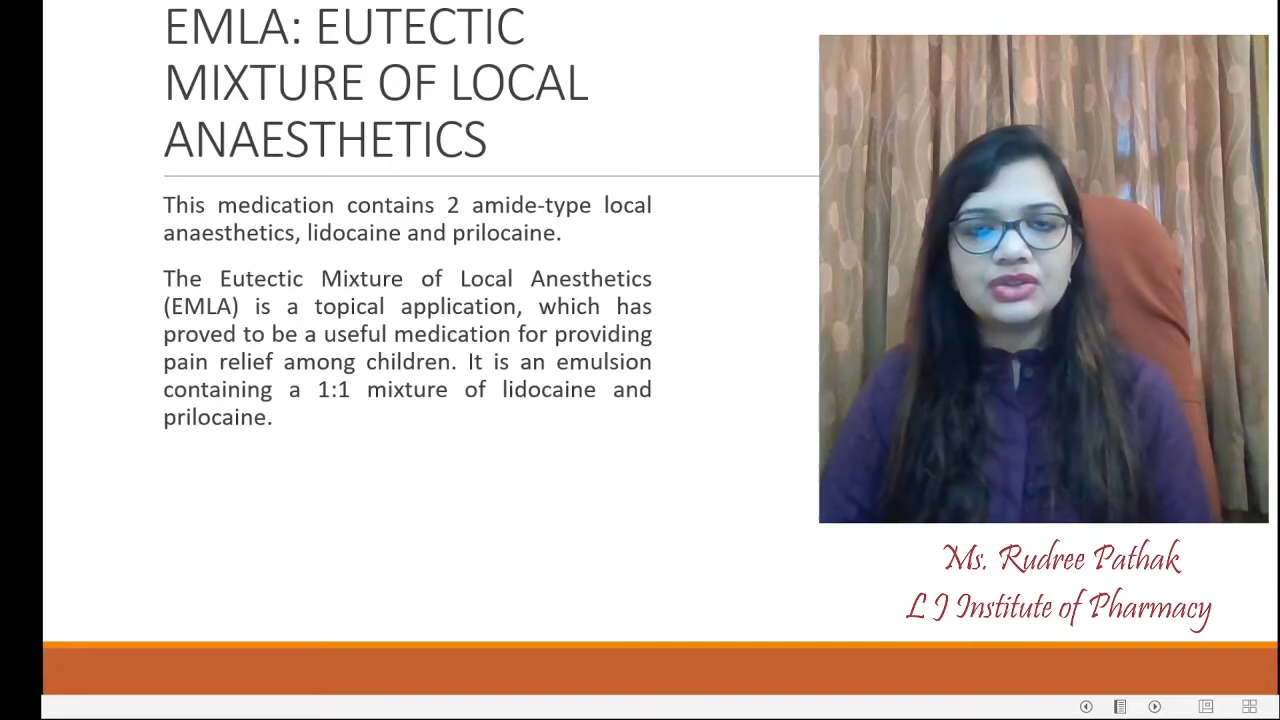 EMLA: EUTECTIC
MIXTURE OF LOCAL
ANAESTHETICS
This medication contains 2 amide-type local
anaesthetics, lidocaine and prilocaine.
The Eutectic Mixture of Local Anesthetics
(EMLA) is a topical application, which has
proved to be a useful medication for providing
pain relief among children. It is an emulsion
containing a 1:1 mixture of lidocaine and
prilocaine.
Ms. Rudree Pathak
L J Institute of Pharmacy